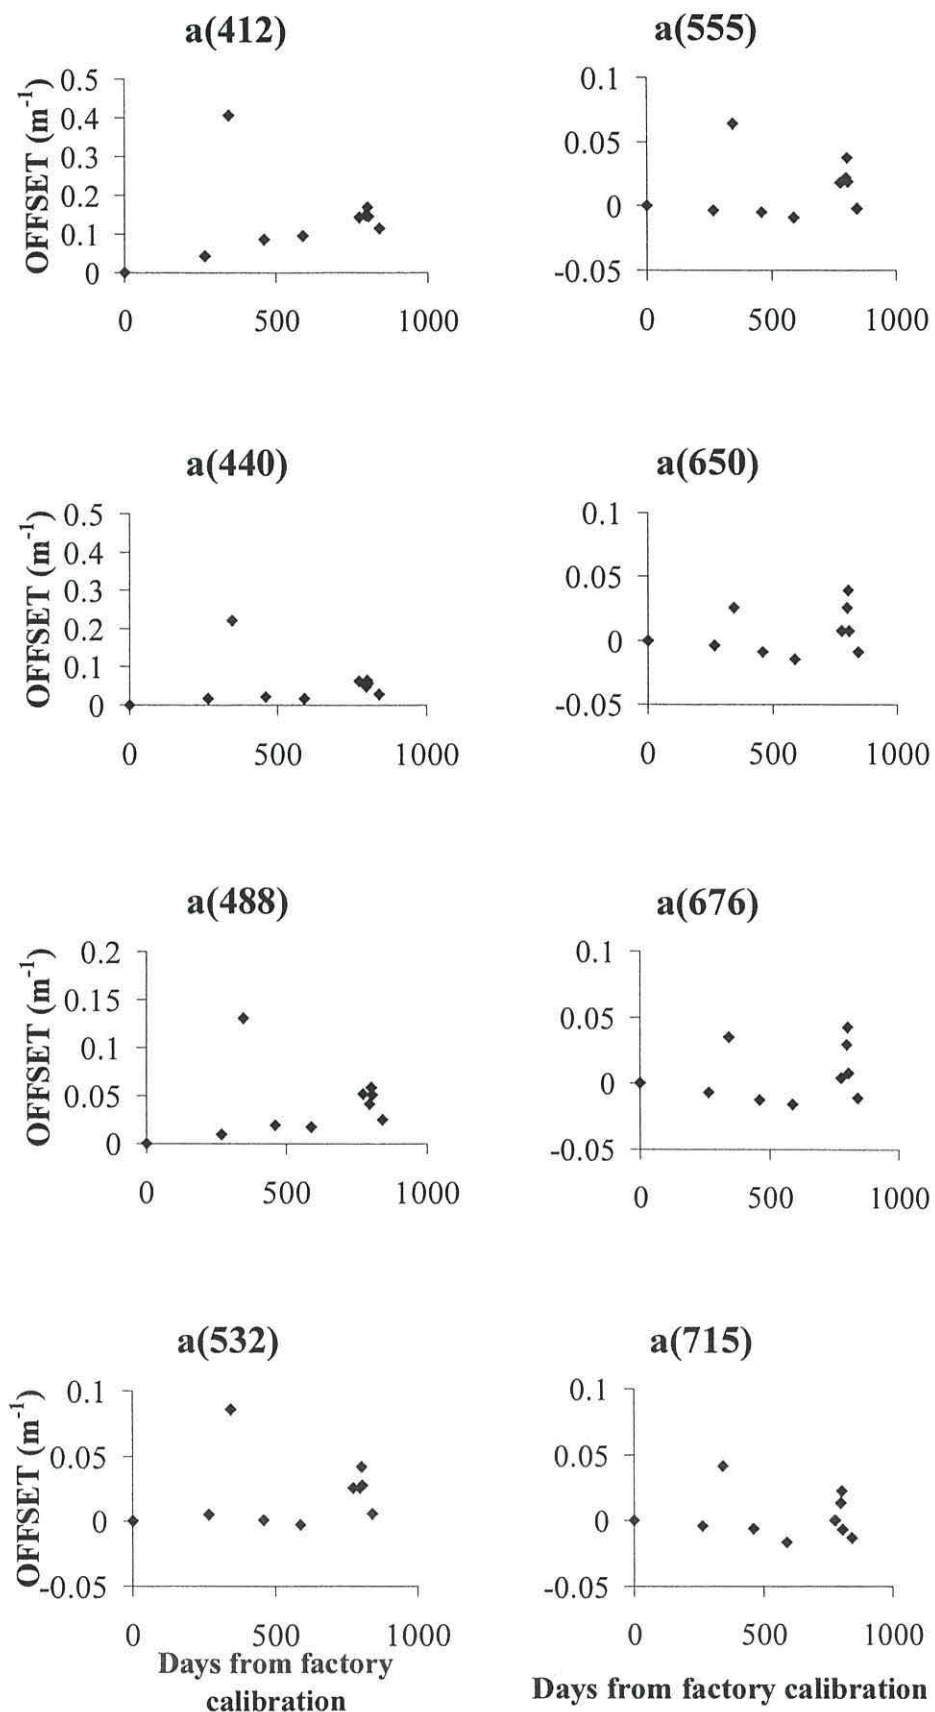 a(412)
OFFSET (m⁻¹)
0.5
0.4
0.3
0.2
0.1
0
0 500 1000
a(555)
0.1
0.05
0
-0.05
0 500 1000
a(440)
OFFSET (m⁻¹)
0.5
0.4
0.3
0.2
0.1
0
0 500 1000
a(650)
0.1
0.05
0
-0.05
0 500 1000
a(488)
OFFSET (m⁻¹)
0.2
0.15
0.1
0.05
0
0 500 1000
a(676)
0.1
0.05
0
-0.05
0 500 1000
a(532)
OFFSET (m⁻¹)
0.1
0.05
0
-0.05
0 500 1000
Days from factory
calibration
a(715)
0.1
0.05
0
-0.05
0 500 1000
Days from factory calibration